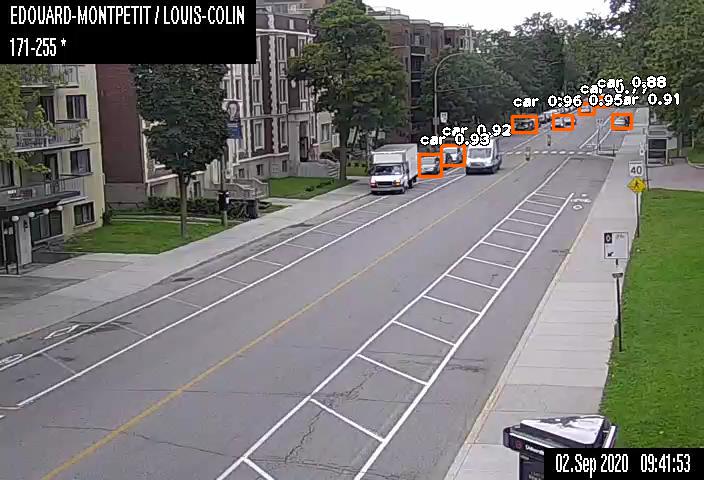 EDOUARD-MONTPETIT / LOUIS-COLIN
171-255 *
car 0.88
car 0.96
0.95
car 0.91
car 0.92
car 0.93
40
02.Sep 2020 09:41:53